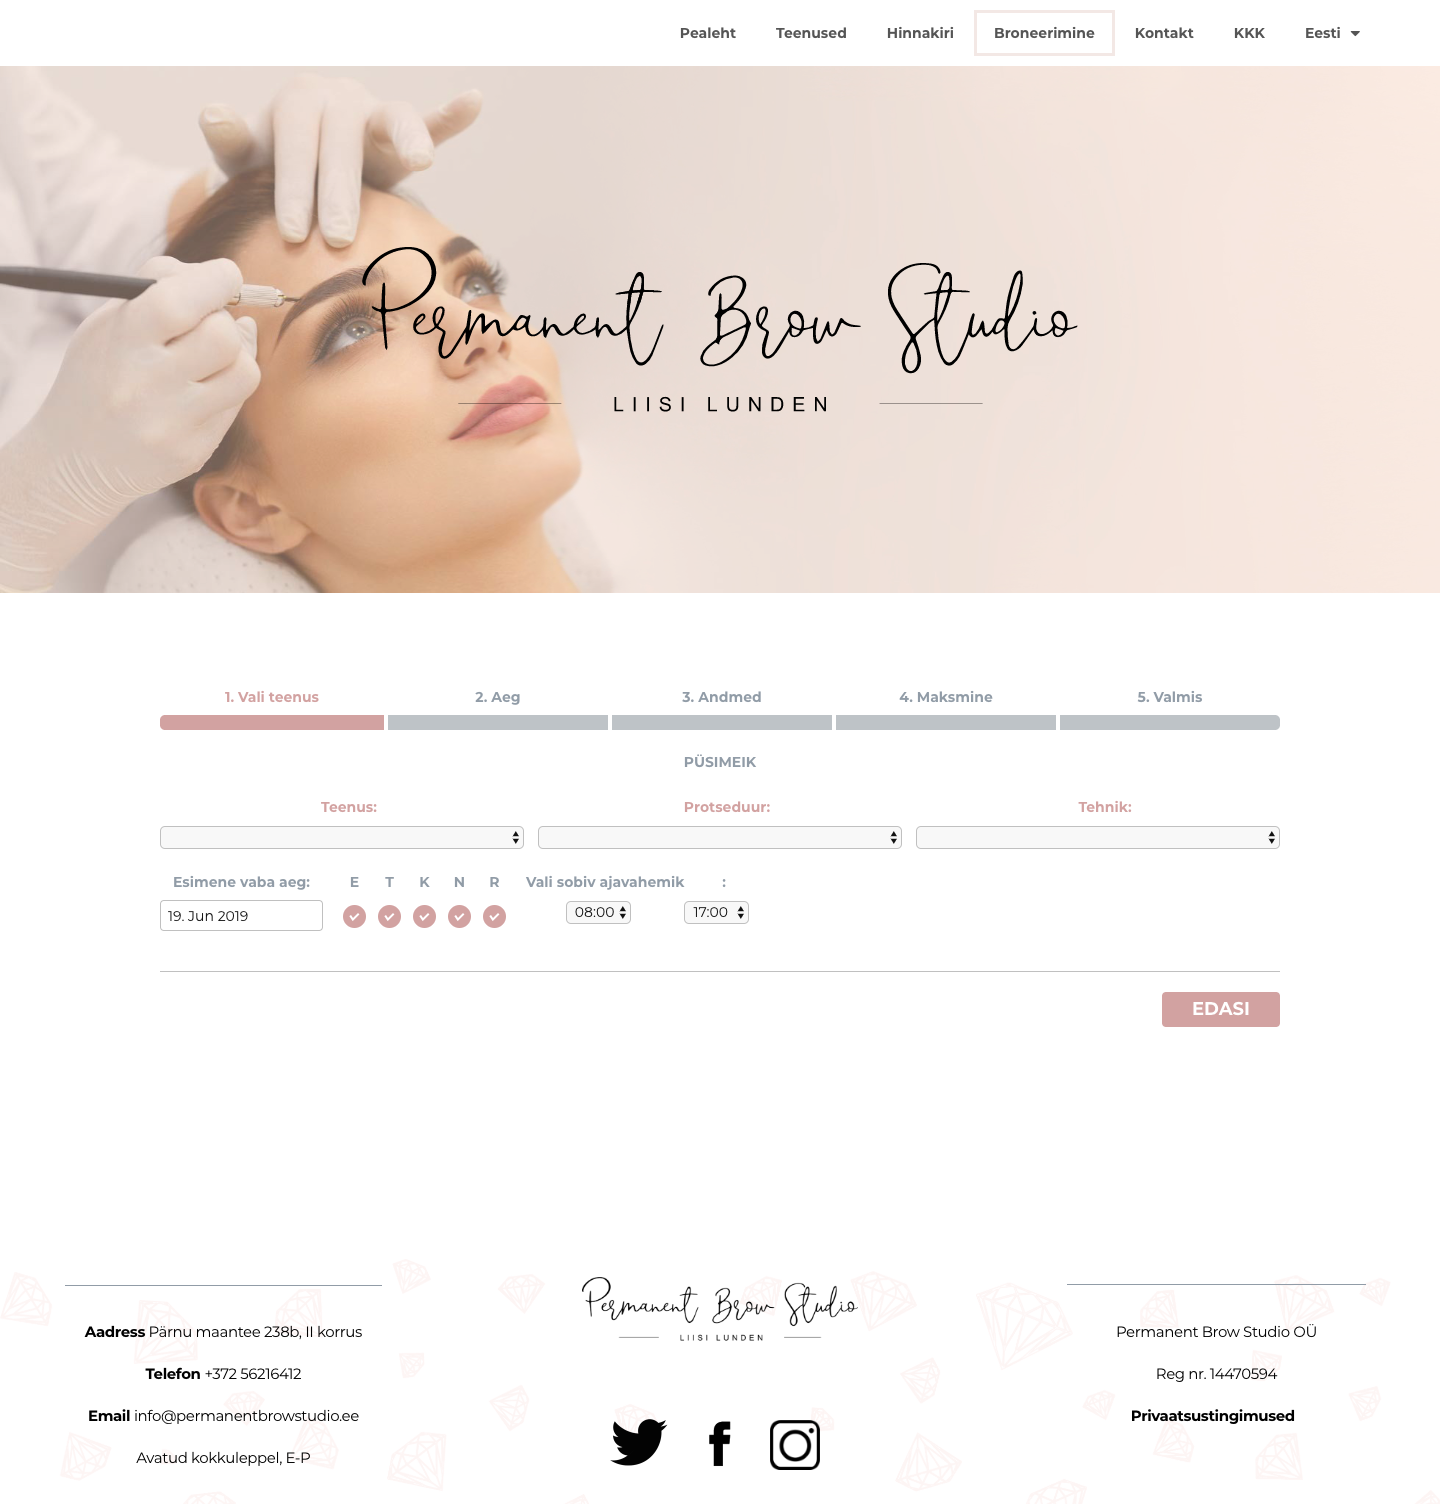 Pealeht Teenused Hinnakiri Broneerimine Kontakt KKK Eesti
Permanent Brow Studio
LIISI LUNDEN
1. Vali teenus 2. Aeg 3. Andmed 4. Maksmine 5. Valmis
PÜSIMEIK
Teenus: Protseduur: Tehnik:
Esimene vaba aeg: E T K N R Vali sobiv ajavahemik :
19. Jun 2019 08:00 17:00
EDASI
Permanent Brow Studio
LIISI LUNDEN
Aadress Pärnu maantee 238b, II korrus
Telefon +372 56216412
Email info@permanentbrowstudio.ee
Avatud kokkuleppel, E-P
Permanent Brow Studio OÜ
Reg nr. 14470594
Privaatsustingimused